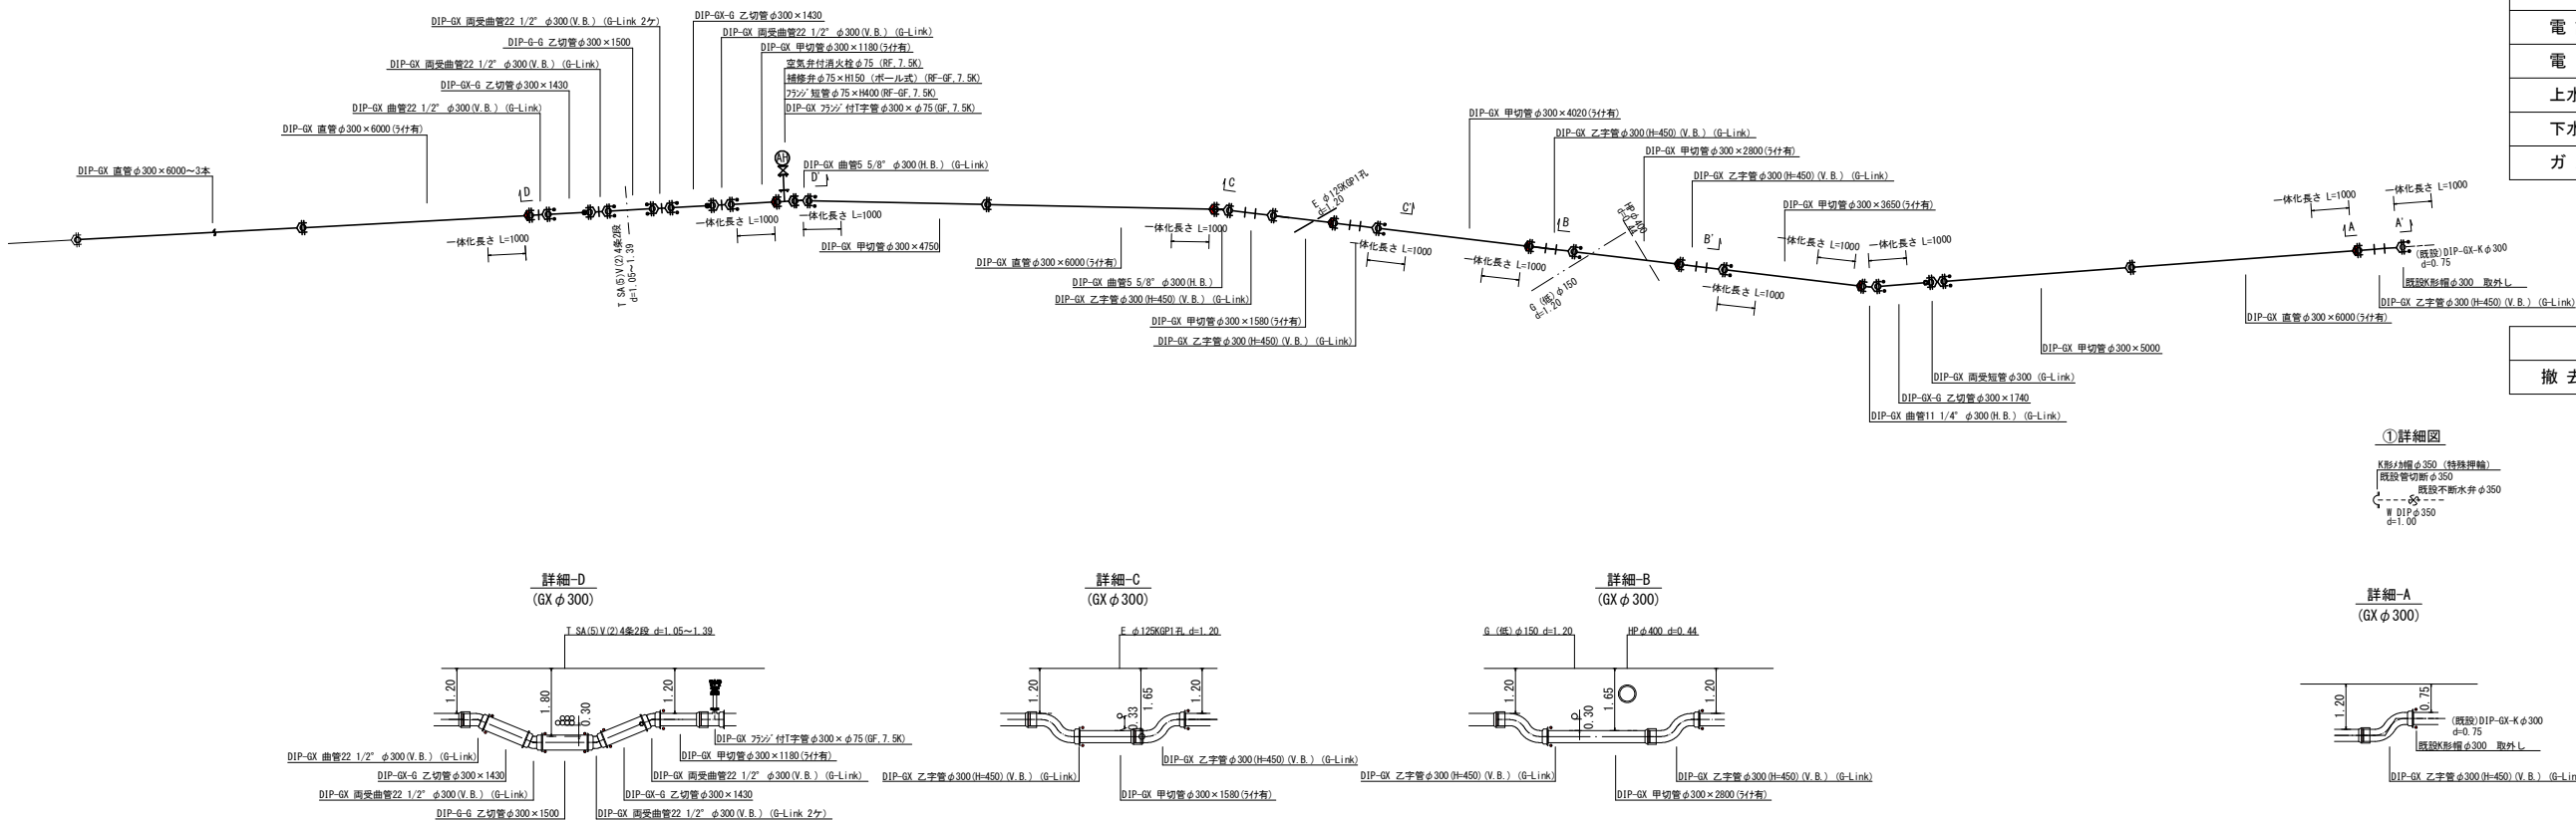 DIP-GX 両受曲管22 1/2° φ300(V.B.) (G-Link 2ケ)
DIP-GX-G 乙切管φ300×1430
DIP-G-G 乙切管φ300×1500
DIP-GX 両受曲管22 1/2° φ300(V.B.) (G-Link)
DIP-GX 両受曲管22 1/2° φ300(V.B.) (G-Link)
DIP-GX 甲切管φ300×1180(ﾗｲﾅ有)
DIP-GX-G 乙切管φ300×1430
空気弁付消火栓φ75 (RF,7.5K)
補修弁φ75×H150 (ボール式) (RF-GF,7.5K)
ﾌﾗﾝｼﾞ短管φ75×H400(RF-GF,7.5K)
DIP-GX ﾌﾗﾝｼﾞ付T字管φ300×φ75(GF,7.5K)
DIP-GX 曲管22 1/2° φ300(V.B.) (G-Link)
DIP-GX 直管φ300×6000(ﾗｲﾅ有)
DIP-GX 直管φ300×6000～3本
AH
DIP-GX 曲管5 5/8° φ300(H.B.) (G-Link)
D
D'
一体化長さ L=1000
T SA(5)V(2)4条2段
d=1.05～1.39
一体化長さ L=1000
一体化長さ L=1000
DIP-GX 甲切管φ300×4750
DIP-GX 直管φ300×6000(ﾗｲﾅ有)
一体化長さ L=1000
C
E φ125KGP1孔
d=1.20
C'
DIP-GX 曲管5 5/8° φ300(H.B.)
DIP-GX 乙字管φ300(H=450)(V.B.) (G-Link)
DIP-GX 甲切管φ300×1580(ﾗｲﾅ有)
DIP-GX 乙字管φ300(H=450)(V.B.) (G-Link)
一体化長さ L=1000
DIP-GX 甲切管φ300×4020(ﾗｲﾅ有)
DIP-GX 乙字管φ300(H=450)(V.B.) (G-Link)
DIP-GX 甲切管φ300×2800(ﾗｲﾅ有)
DIP-GX 乙字管φ300(H=450)(V.B.) (G-Link)
DIP-GX 甲切管φ300×3650(ﾗｲﾅ有)
B
HPφ400
d=0.44
B'
一体化長さ L=1000
G (低)φ150
d=1.20
一体化長さ L=1000
一体化長さ L=1000
一体化長さ L=1000
DIP-GX 甲切管φ300×5000
DIP-GX 両受短管φ300 (G-Link)
DIP-GX-G 乙切管φ300×1740
DIP-GX 曲管11 1/4° φ300(H.B.) (G-Link)
一体化長さ L=1000
一体化長さ L=1000
A
A'
(既設)DIP-GX-Kφ300
d=0.75
既設K形帽φ300 取外し
DIP-GX 乙字管φ300(H=450)(V.B.) (G-Link)
DIP-GX 直管φ300×6000(ﾗｲﾅ有)
電
電
上水
下水
ガ
撤 去
①詳細図
K形ﾒｶ帽φ350 (特殊押輪)
既設管切断φ350
既設不断水弁φ350
W DIPφ350
d=1.00
詳細-D
(GXφ300)
T SA(5)V(2)4条2段 d=1.05～1.39
1.20
1.80
0.30
1.20
DIP-GX ﾌﾗﾝｼﾞ付T字管φ300×φ75(GF,7.5K)
DIP-GX 曲管22 1/2° φ300(V.B.) (G-Link)
DIP-GX 甲切管φ300×1180(ﾗｲﾅ有)
DIP-GX-G 乙切管φ300×1430
DIP-GX 両受曲管22 1/2° φ300(V.B.) (G-Link)
DIP-GX 両受曲管22 1/2° φ300(V.B.) (G-Link)
DIP-GX-G 乙切管φ300×1430
DIP-G-G 乙切管φ300×1500
DIP-GX 両受曲管22 1/2° φ300(V.B.) (G-Link 2ケ)
詳細-C
(GXφ300)
E φ125KGP1孔 d=1.20
1.20
0.33
1.65
1.20
DIP-GX 乙字管φ300(H=450)(V.B.) (G-Link)
DIP-GX 乙字管φ300(H=450)(V.B.) (G-Link)
DIP-GX 甲切管φ300×1580(ﾗｲﾅ有)
詳細-B
(GXφ300)
G (低)φ150 d=1.20
HPφ400 d=0.44
1.20
0.30
1.65
1.20
DIP-GX 乙字管φ300(H=450)(V.B.) (G-Link)
DIP-GX 乙字管φ300(H=450)(V.B.) (G-Link)
DIP-GX 甲切管φ300×2800(ﾗｲﾅ有)
詳細-A
(GXφ300)
1.20
0.75
(既設)DIP-GX-Kφ300
d=0.75
既設K形帽φ300 取外し
DIP-GX 乙字管φ300(H=450)(V.B.) (G-Lin